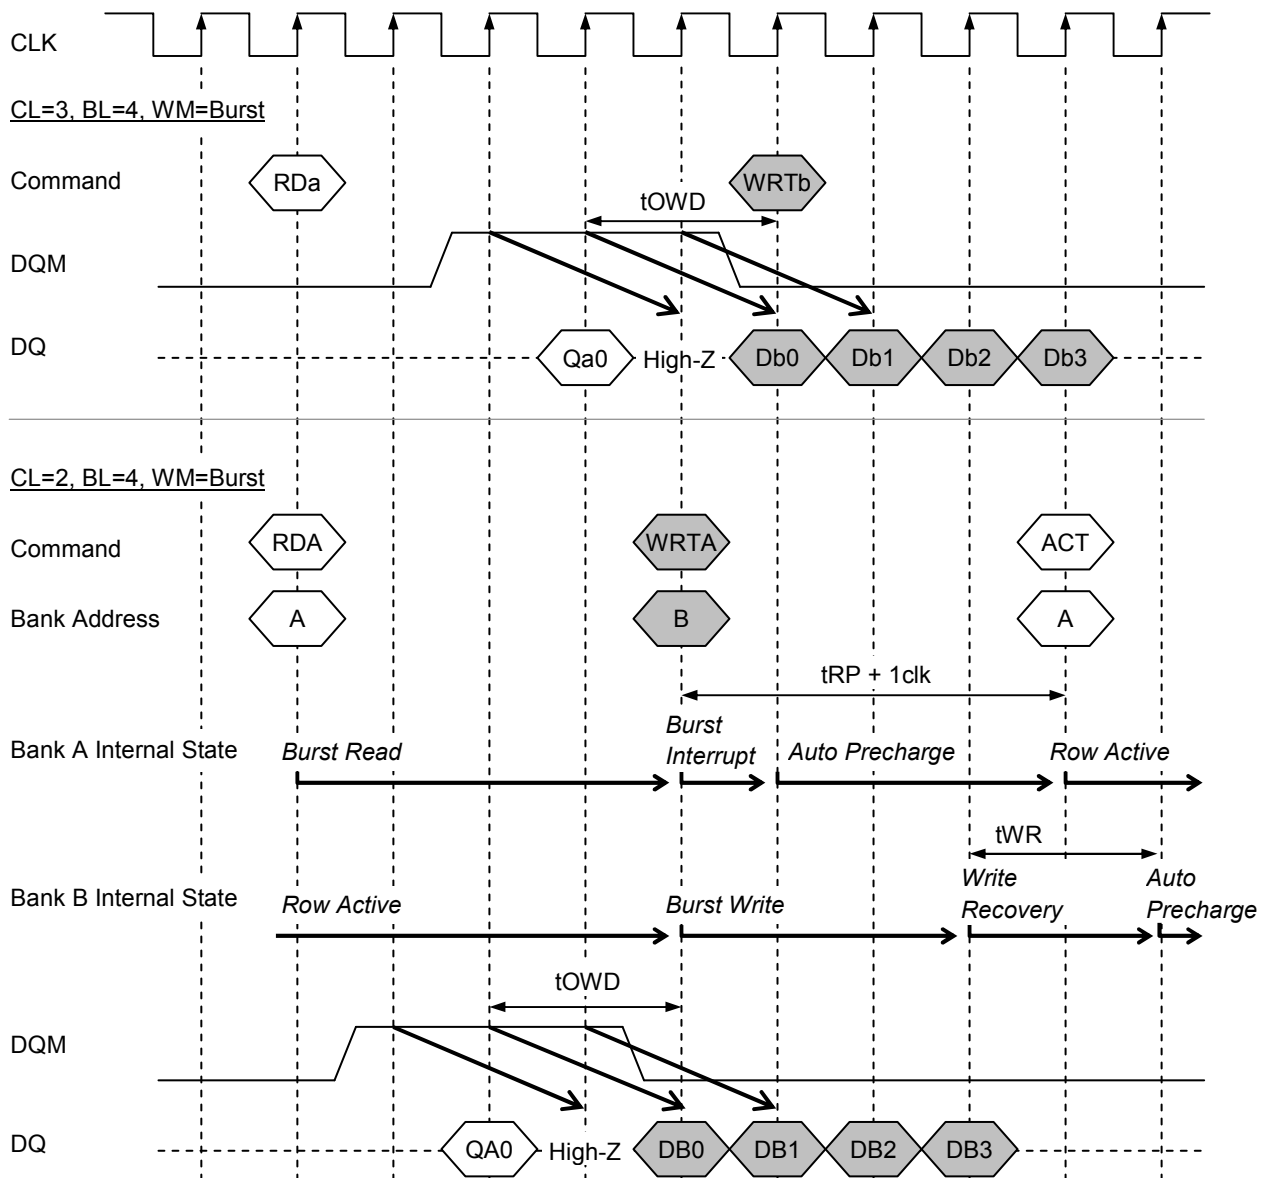 CLK
CL=3, BL=4, WM=Burst
Command
RDa
WRTb
tOWD
DQM
DQ
Qa0
High-Z
Db0
Db1
Db2
Db3
CL=2, BL=4, WM=Burst
Command
RDA
WRTA
ACT
Bank Address
A
B
A
tRP + 1clk
Bank A Internal State
Burst Read
Burst
Interrupt
Auto Precharge
Row Active
tWR
Bank B Internal State
Row Active
Burst Write
Write
Recovery
Auto
Precharge
tOWD
DQM
DQ
QA0
High-Z
DB0
DB1
DB2
DB3